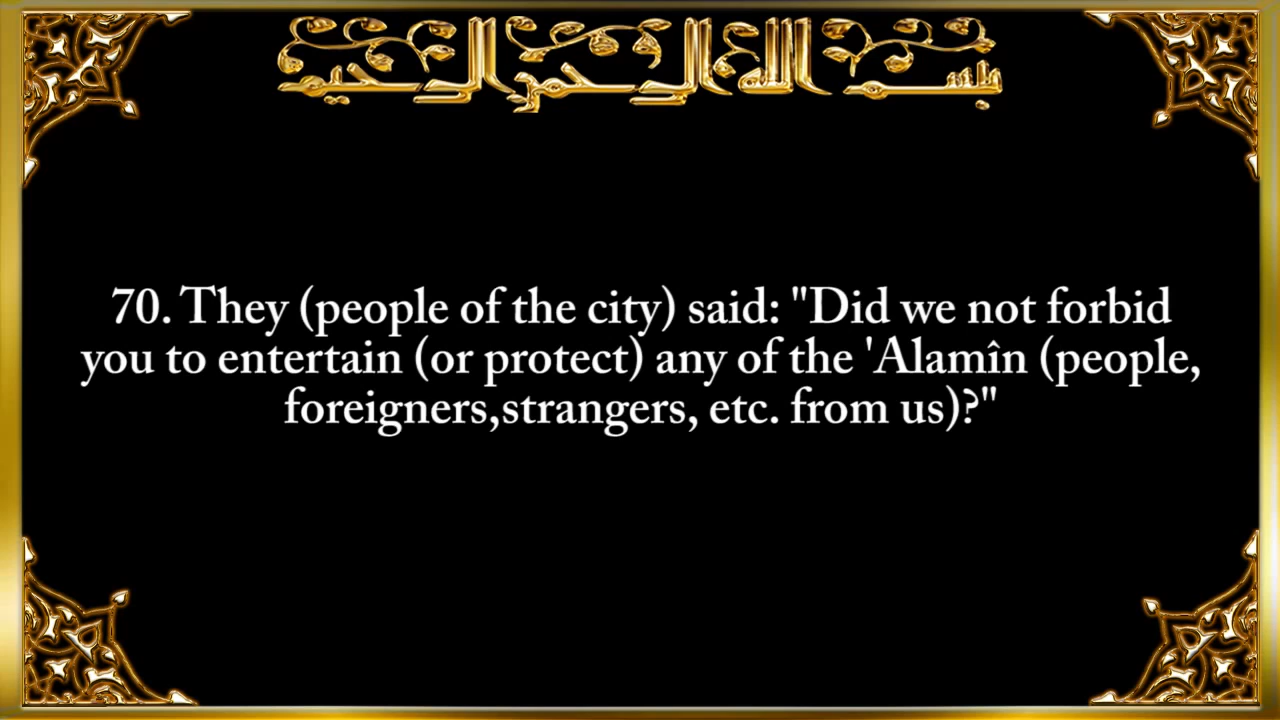 بسم الله الرحمن الرحيم
70. They (people of the city) said: "Did we not forbid
you to entertain (or protect) any of the 'Alamîn (people,
foreigners,strangers, etc. from us)?"